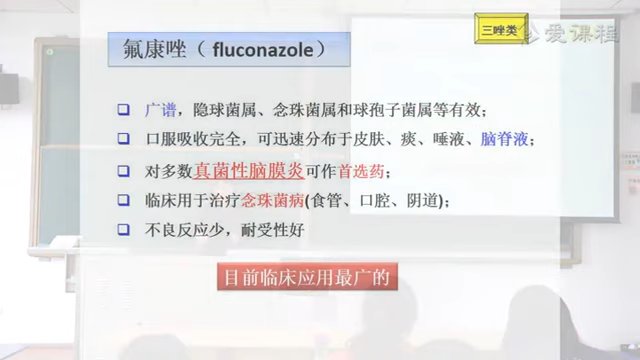 三唑类
爱课程
氟康唑（ fluconazole）
广谱，隐球菌属、念珠菌属和球孢子菌属等有效；
口服吸收完全，可迅速分布于皮肤、痰、唾液、脑脊液；
对多数真菌性脑膜炎可作首选药；
临床用于治疗念珠菌病(食管、口腔、阴道)；
不良反应少，耐受性好
目前临床应用最广的